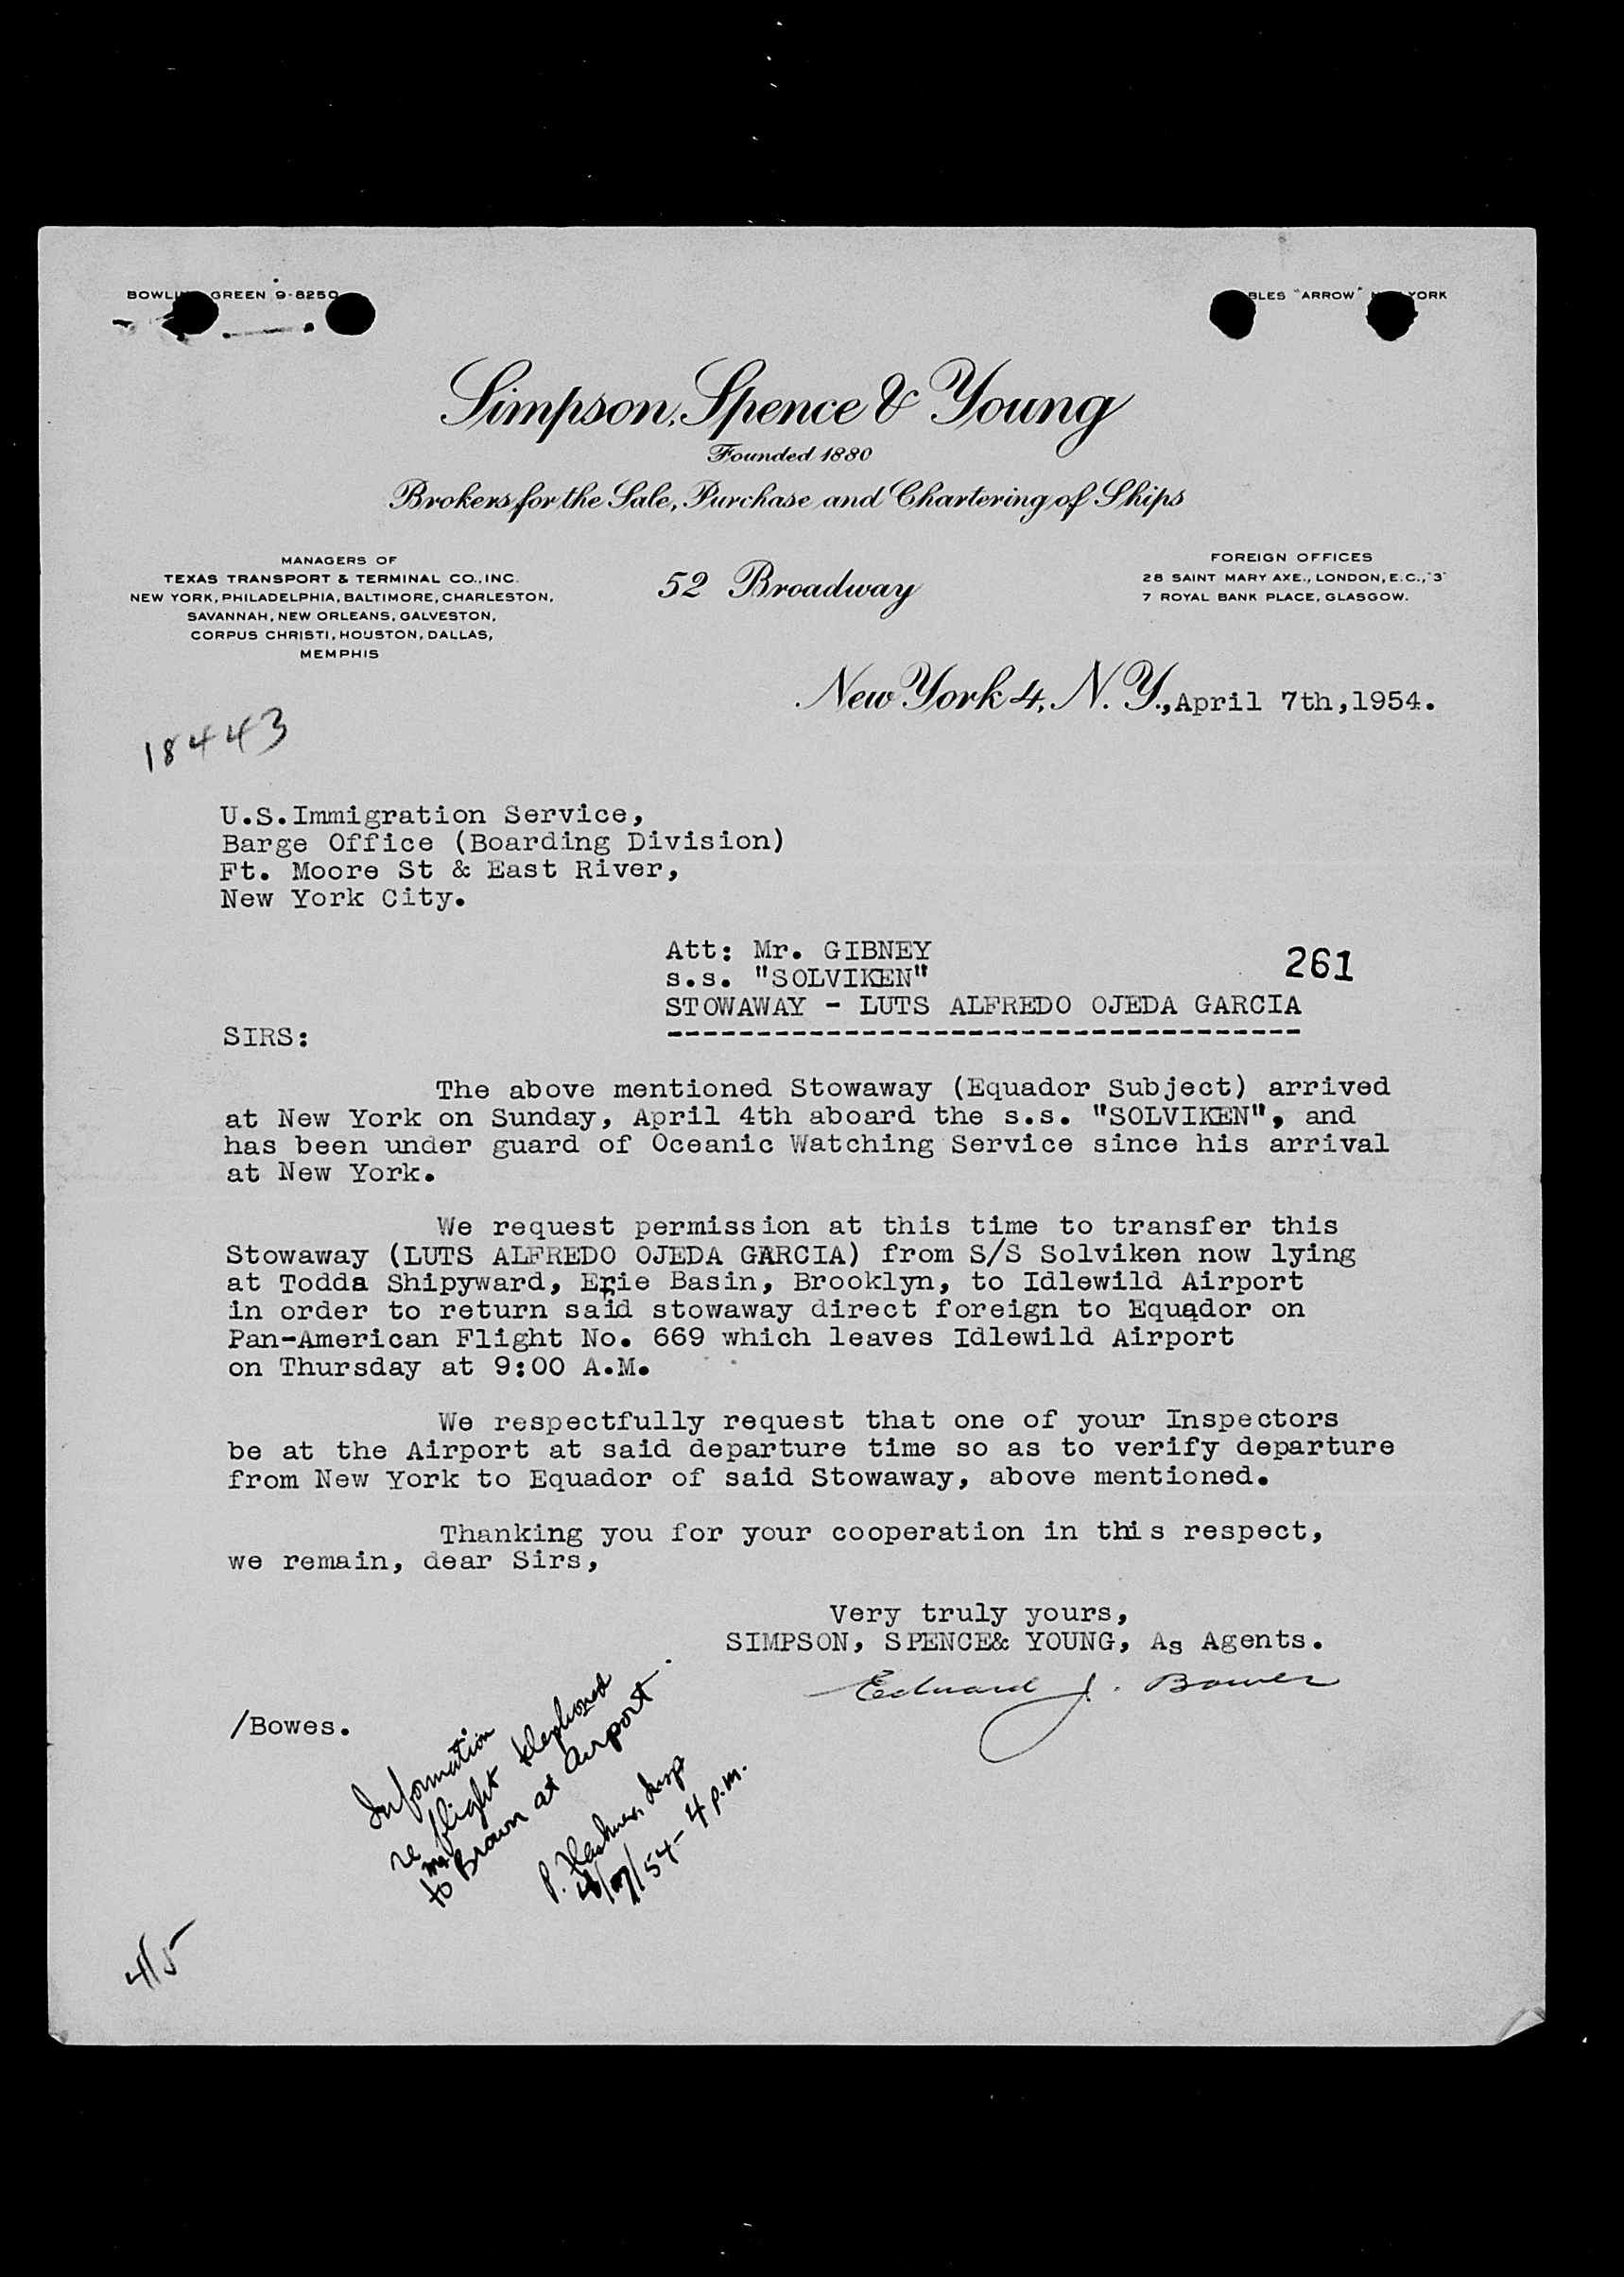 BOWLING GREEN 9-8250
BLES "ARROW" YORK
Simpson, Spence & Young
Founded 1880
Brokers for the Sale, Purchase and Chartering of Ships
MANAGERS OF
TEXAS TRANSPORT & TERMINAL CO., INC.
NEW YORK, PHILADELPHIA, BALTIMORE, CHARLESTON,
SAVANNAH, NEW ORLEANS, GALVESTON,
CORPUS CHRISTI, HOUSTON, DALLAS,
MEMPHIS
52 Broadway
FOREIGN OFFICES
28 SAINT MARY AXE., LONDON, E.C., "3"
7 ROYAL BANK PLACE, GLASGOW.
New York 4, N. Y., April 7th,1954.
18443
U.S.Immigration Service,
Barge Office (Boarding Division)
Ft. Moore St & East River,
New York City.
Att: Mr. GIBNEY
s.s. "SOLVIKEN"
261
STOWAWAY - LUTS ALFREDO OJEDA GARCIA
------------------------------------
SIRS:
The above mentioned Stowaway (Equador Subject) arrived
at New York on Sunday, April 4th aboard the s.s. "SOLVIKEN", and
has been under guard of Oceanic Watching Service since his arrival
at New York.
We request permission at this time to transfer this
Stowaway (LUTS ALFREDO OJEDA GARCIA) from S/S Solviken now lying
at Todda Shipyward, Erie Basin, Brooklyn, to Idlewild Airport
in order to return said stowaway direct foreign to Equador on
Pan-American Flight No. 669 which leaves Idlewild Airport
on Thursday at 9:00 A.M.
We respectfully request that one of your Inspectors
be at the Airport at said departure time so as to verify departure
from New York to Equador of said Stowaway, above mentioned.
Thanking you for your cooperation in this respect,
we remain, dear Sirs,
Very truly yours,
SIMPSON, SPENCE& YOUNG, As Agents.
Edward J. Bowes
/Bowes.
Information
re flight telephoned
to Mr Brown at Airport.
P. Insp
4/7/54 - 4 p.m.
4/5